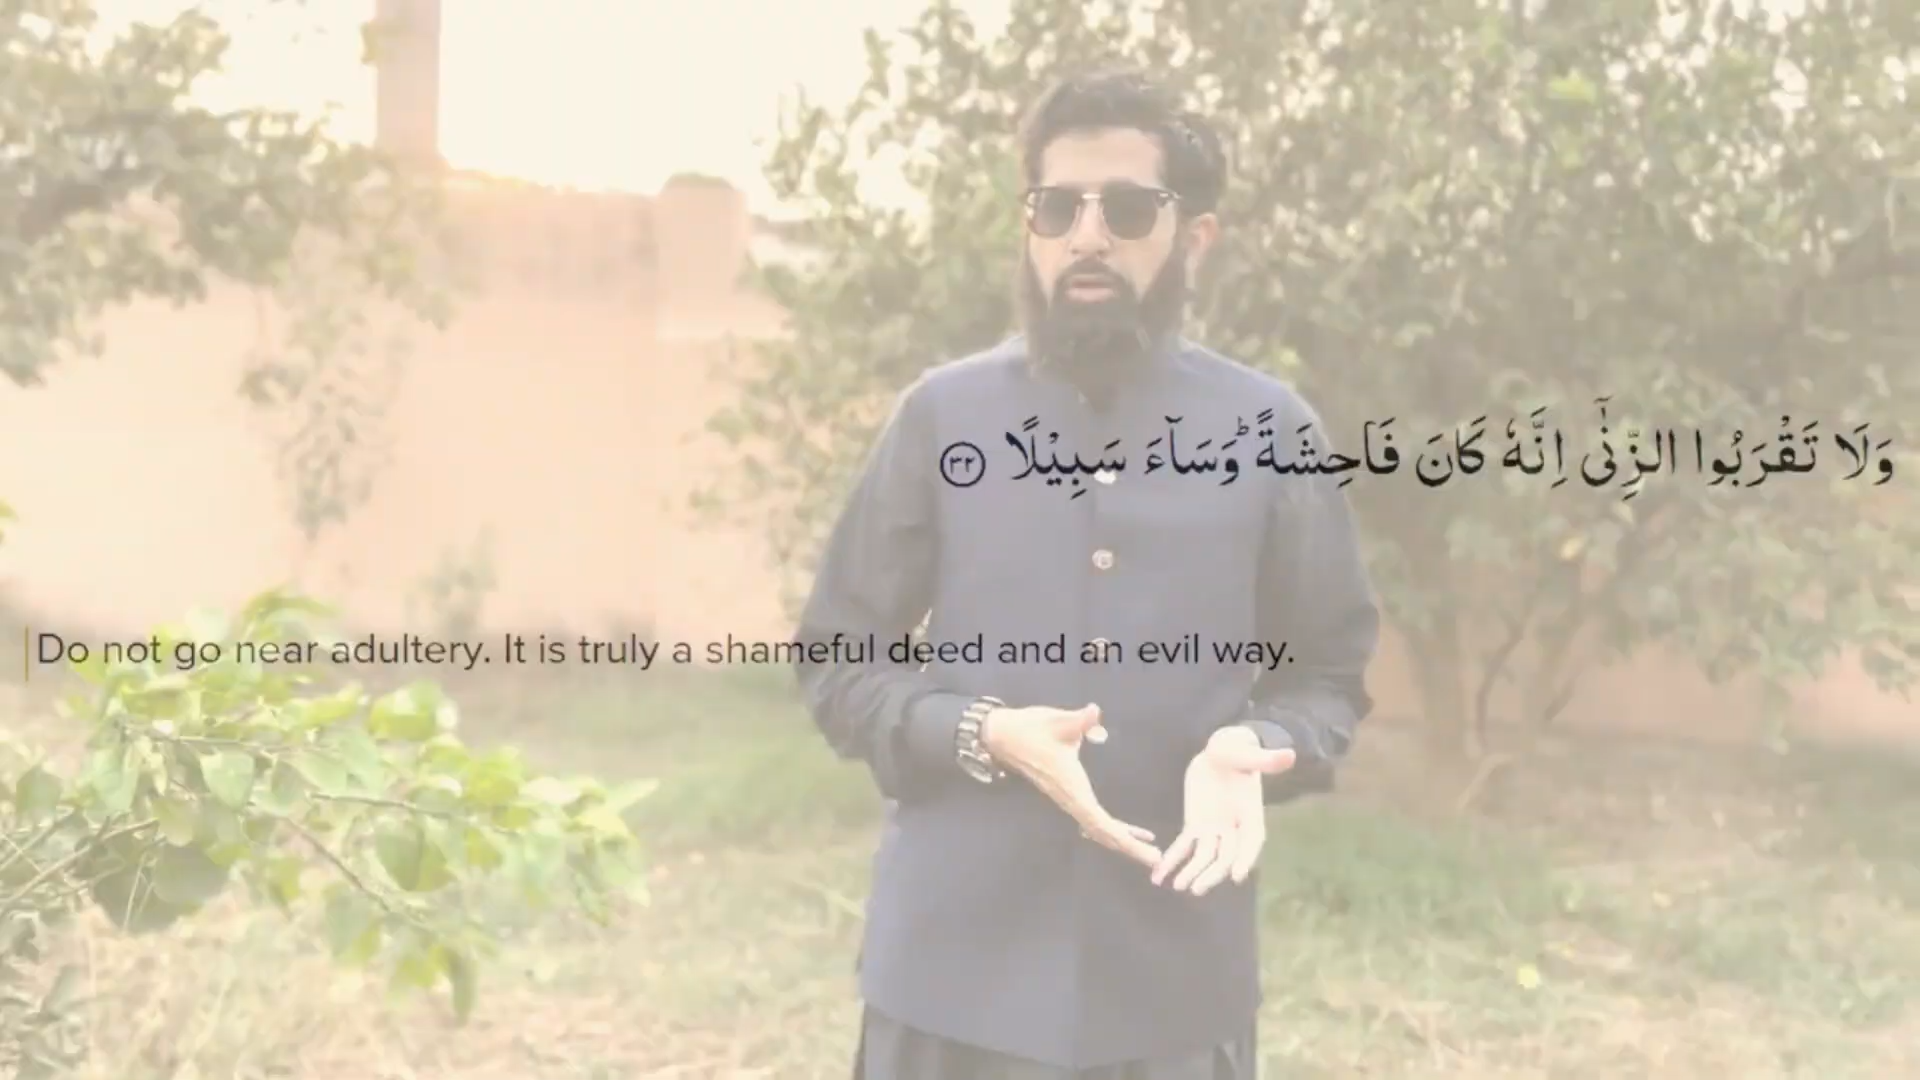 وَلَا تَقْرَبُوا الزِّنٰٓى اِنَّهٗ كَانَ فَاحِشَةً ؕ وَسَآءَ سَبِيْلًا ٣٢
Do not go near adultery. It is truly a shameful deed and an evil way.